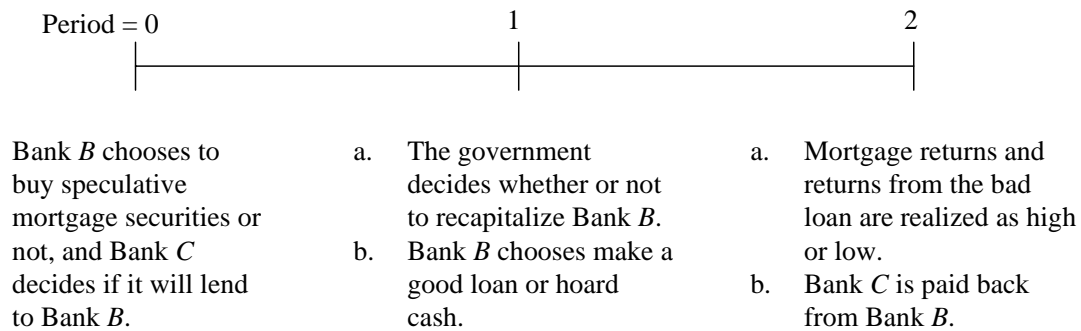 Period = 0 1 2
Bank B chooses to
buy speculative
mortgage securities or
not, and Bank C
decides if it will lend
to Bank B.
a. The government
decides whether or not
to recapitalize Bank B.
b. Bank B chooses make a
good loan or hoard
cash.
a. Mortgage returns and
returns from the bad
loan are realized as high
or low.
b. Bank C is paid back
from Bank B.